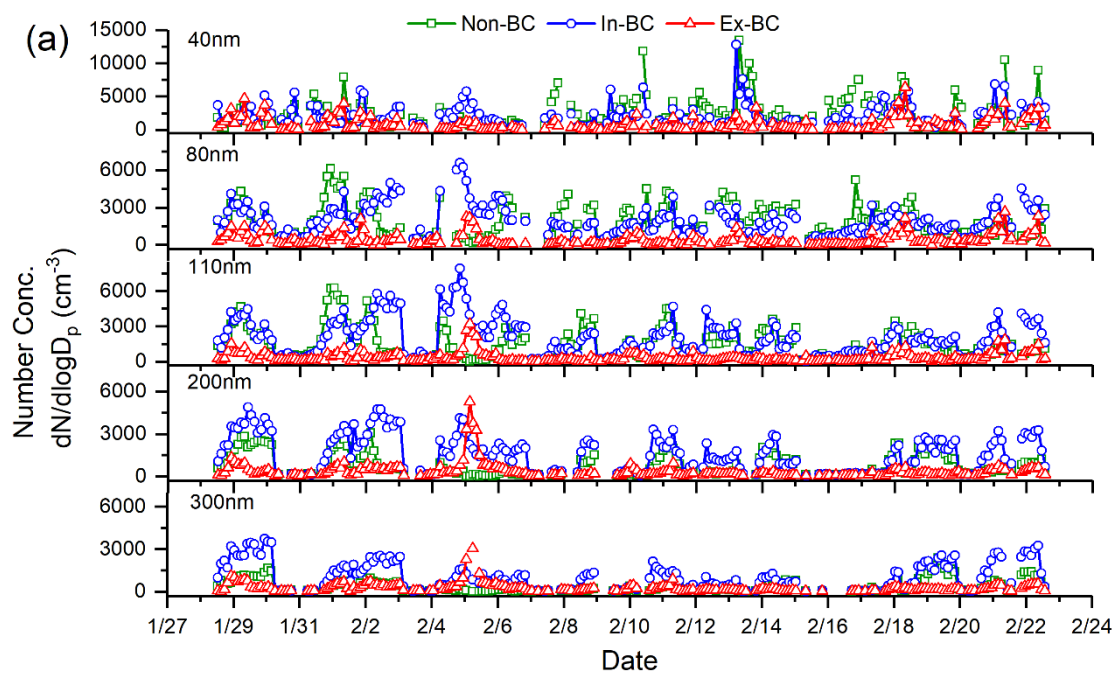 (a)
Non-BC In-BC Ex-BC
40nm
15000
10000
5000
0
80nm
6000
3000
0
110nm
6000
3000
0
200nm
6000
3000
0
300nm
6000
3000
0
Number Conc.
dN/dlogDp (cm-3)
1/27 1/29 1/31 2/2 2/4 2/6 2/8 2/10 2/12 2/14 2/16 2/18 2/20 2/22 2/24
Date